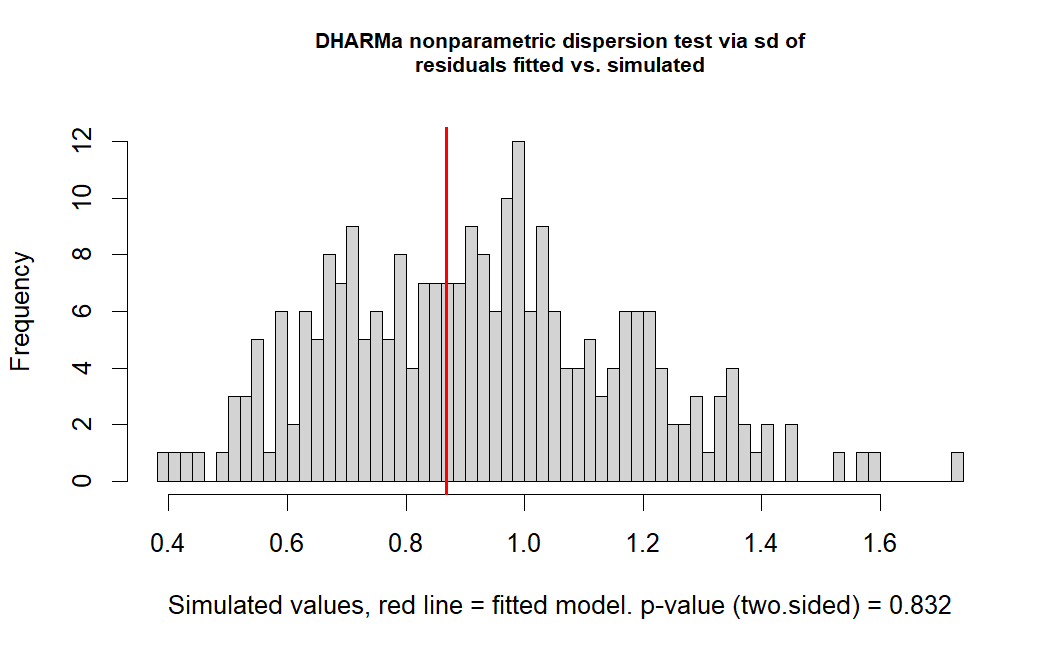 DHARMa nonparametric dispersion test via sd of
residuals fitted vs. simulated
Frequency
12
10
8
6
4
2
0
0.4 0.6 0.8 1.0 1.2 1.4 1.6
Simulated values, red line = fitted model. p-value (two.sided) = 0.832